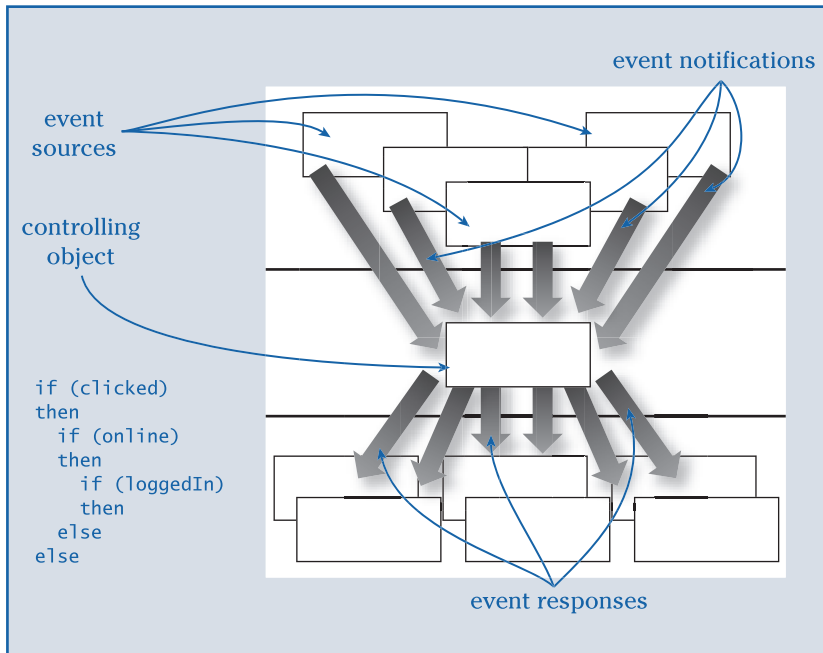 event notifications
event
sources
controlling
object
if (clicked)
then
  if (online)
  then
    if (loggedIn)
    then
  else
else
event responses